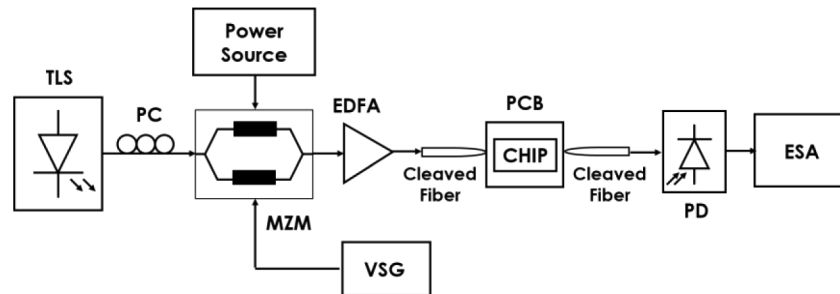 Power
Source
TLS
PC
EDFA
PCB
CHIP
Cleaved
Fiber
Cleaved
Fiber
ESA
PD
MZM
VSG